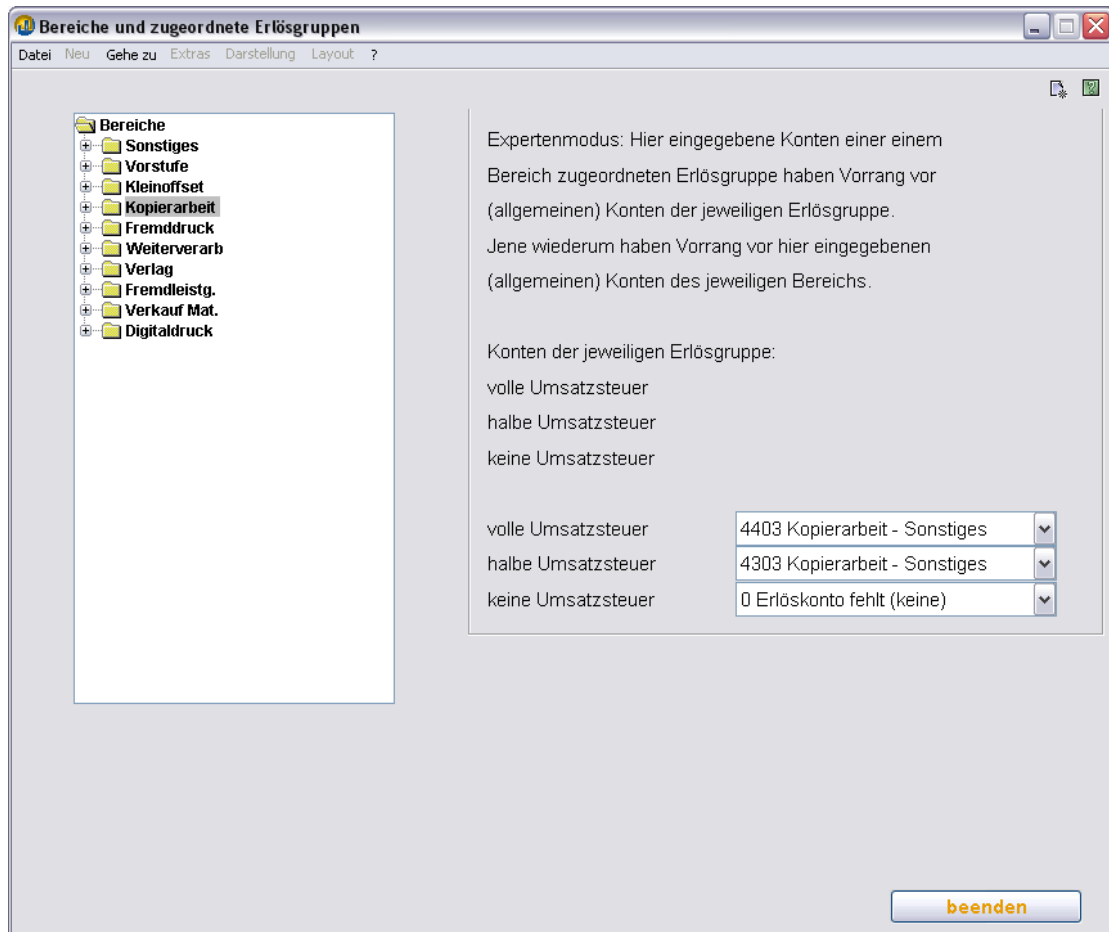 Bereiche und zugeordnete Erlösgruppen
Datei Neu Gehe zu Extras Darstellung Layout ?
Bereiche
Sonstiges
Vorstufe
Kleinoffset
Kopierarbeit
Fremddruck
Weiterverarb
Verlag
Fremdleistg.
Verkauf Mat.
Digitaldruck
Expertenmodus: Hier eingegebene Konten einer einem
Bereich zugeordneten Erlösgruppe haben Vorrang vor
(allgemeinen) Konten der jeweiligen Erlösgruppe.
Jene wiederum haben Vorrang vor hier eingegebenen
(allgemeinen) Konten des jeweiligen Bereichs.
Konten der jeweiligen Erlösgruppe:
volle Umsatzsteuer
halbe Umsatzsteuer
keine Umsatzsteuer
volle Umsatzsteuer 4403 Kopierarbeit - Sonstiges
halbe Umsatzsteuer 4303 Kopierarbeit - Sonstiges
keine Umsatzsteuer 0 Erlöskonto fehlt (keine)
beenden